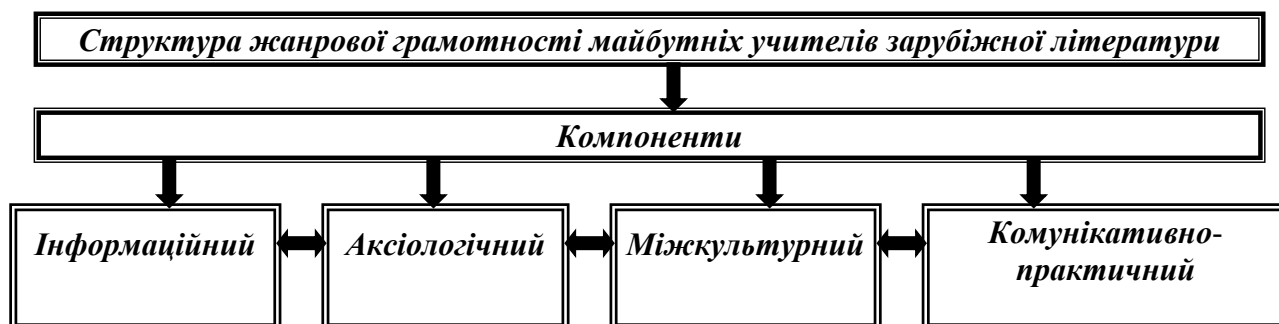 Структура жанрової грамотності майбутніх учителів зарубіжної літератури
Компоненти
Інформаційний
Аксіологічний
Міжкультурний
Комунікативно-
практичний